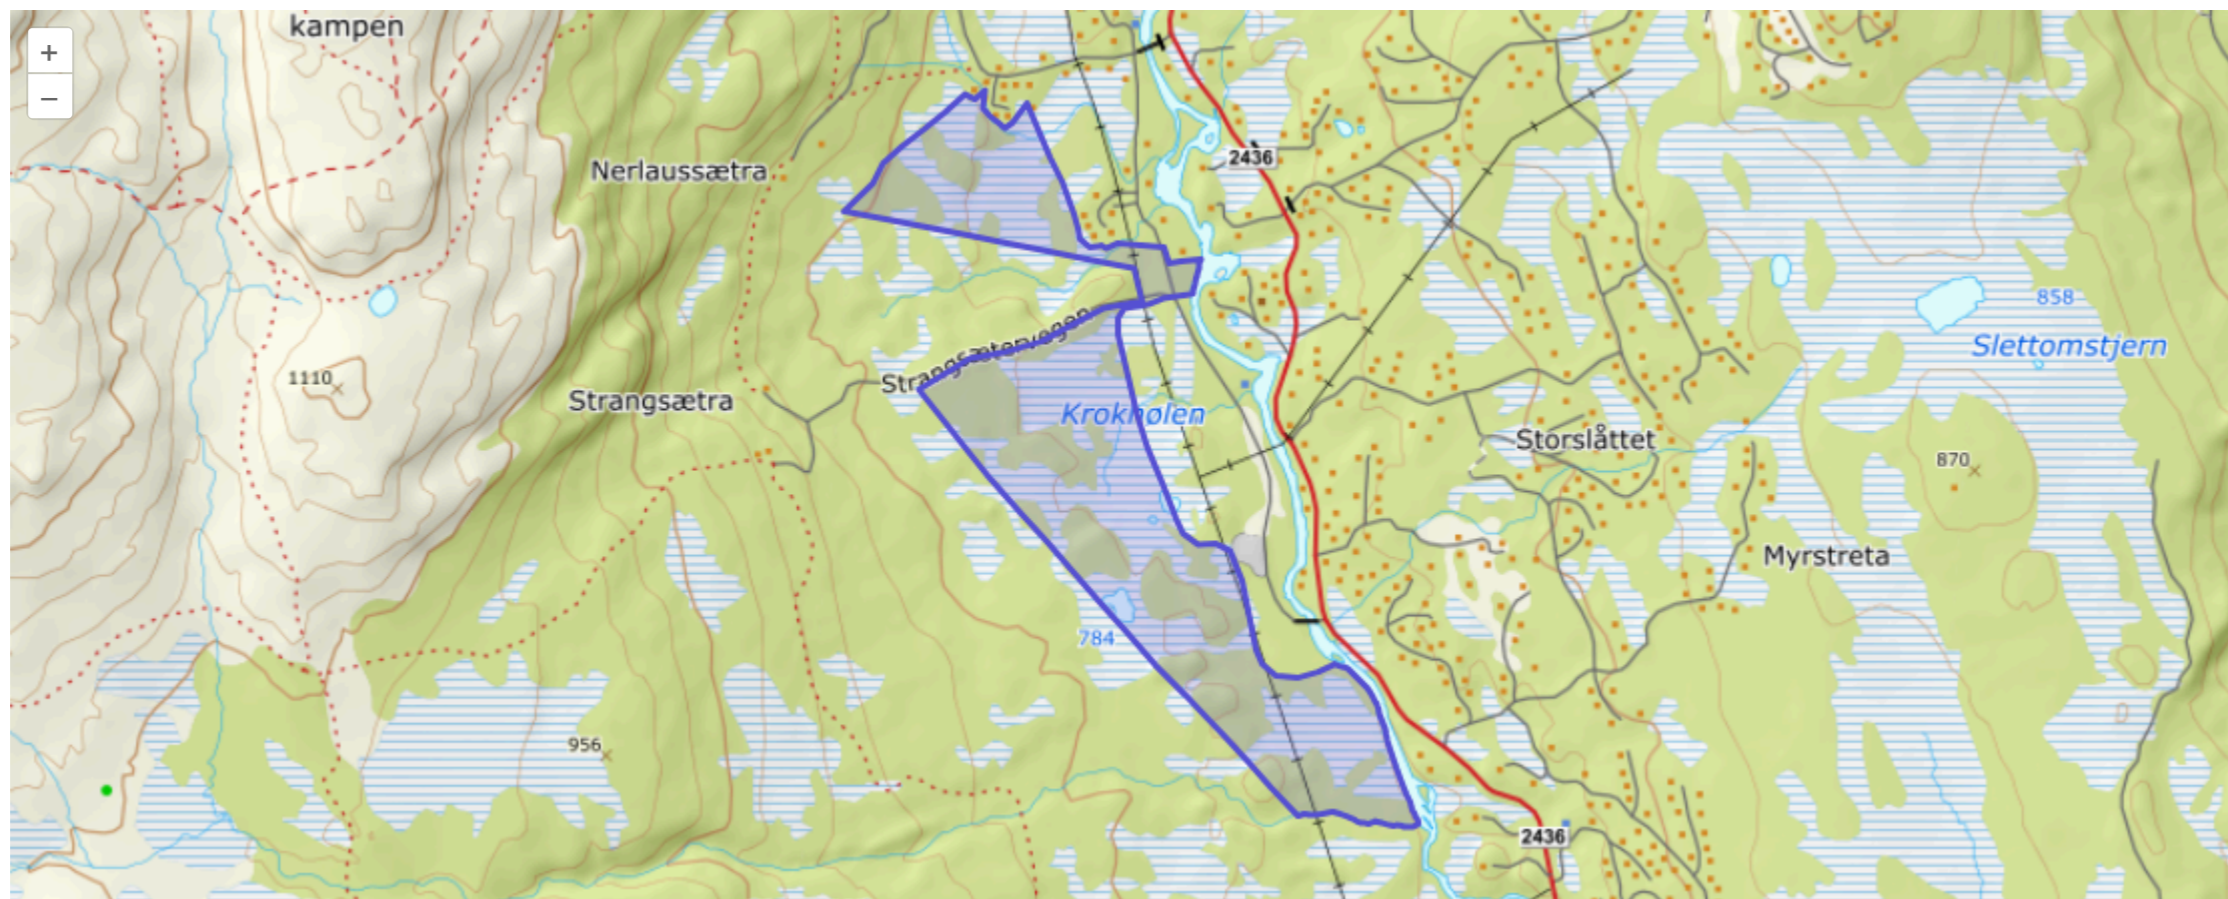 kampen
+
−
2436
Nerlaussætra
858
Slettomstjern
Strangsætervegen
1110
Strangsætra
Krokhølen
Storslåttet
870
Myrstreta
784
956
2436